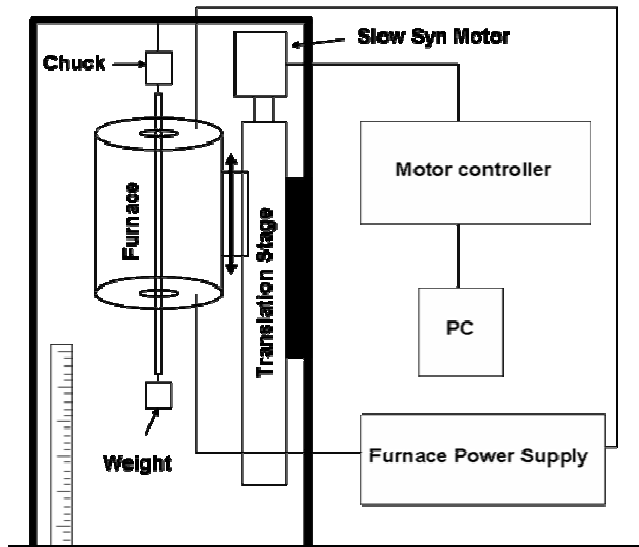 Slow Syn Motor
Chuck
Motor controller
Furnace
Translation Stage
PC
Weight
Furnace Power Supply